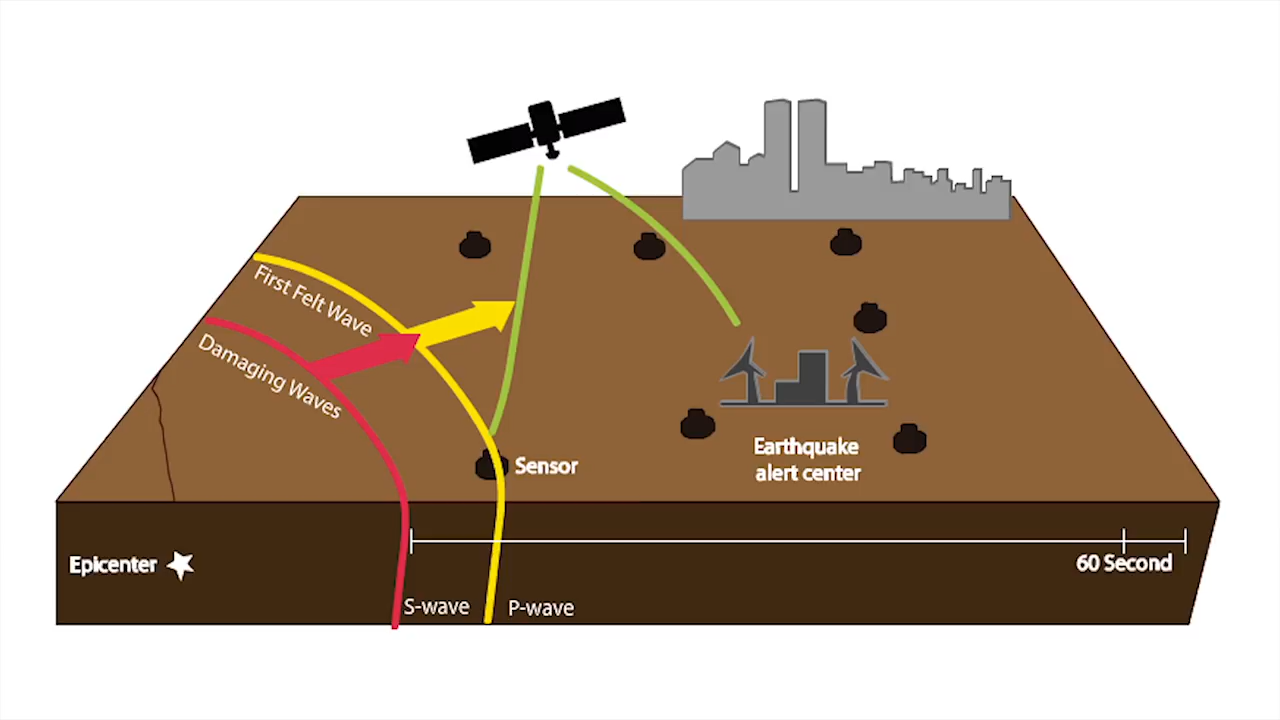 First Felt Wave
Damaging Waves
Sensor
Earthquake
alert center
Epicenter
60 Second
S-wave
P-wave